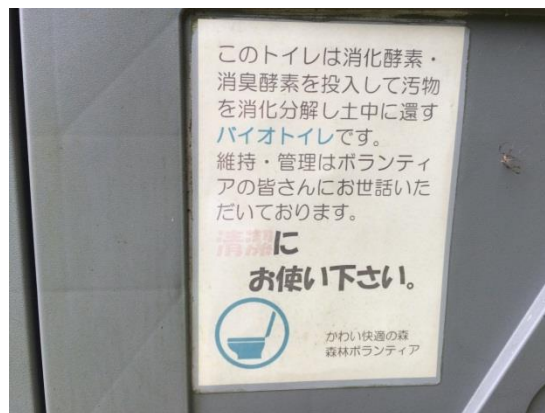 このトイレは消化酵素・
消臭酵素を投入して汚物
を消化分解し土中に還す
バイオトイレです。
維持・管理はボランティ
アの皆さんにお世話いた
だいております。
清潔に
お使い下さい。
かわい快適の森
森林ボランティア